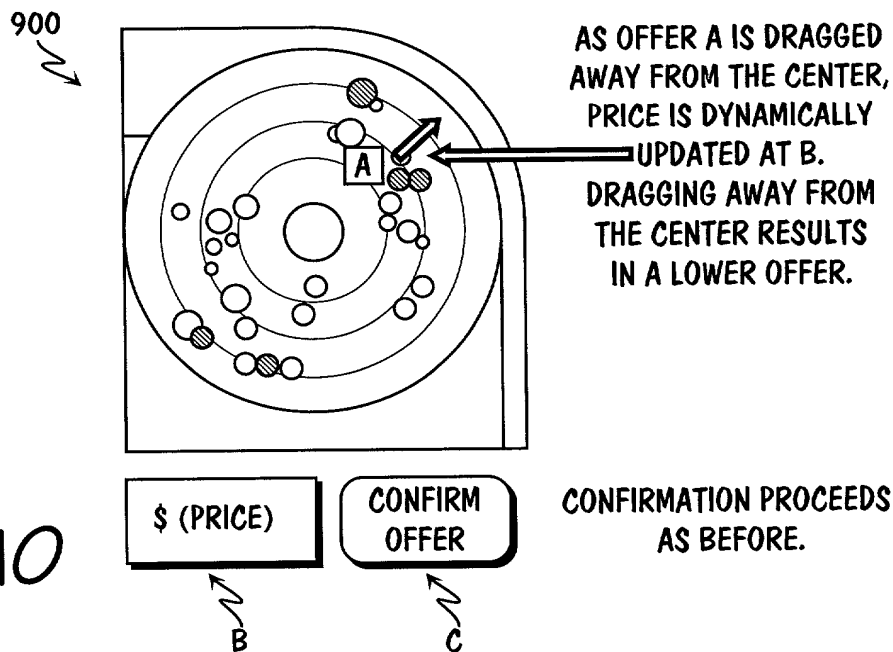 900
AS OFFER A IS DRAGGED
AWAY FROM THE CENTER,
PRICE IS DYNAMICALLY
UPDATED AT B.
DRAGGING AWAY FROM
THE CENTER RESULTS
IN A LOWER OFFER.
A
$ (PRICE)
CONFIRM
OFFER
CONFIRMATION PROCEEDS
AS BEFORE.
10
B
C